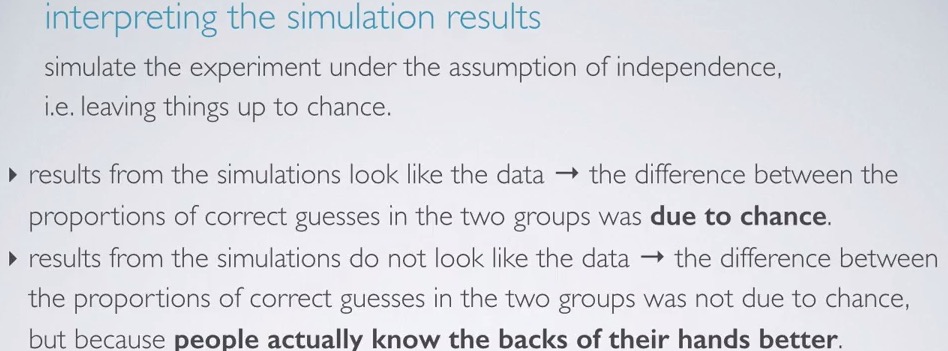 interpreting the simulation results
simulate the experiment under the assumption of independence,
i.e. leaving things up to chance.
▸ results from the simulations look like the data → the difference between the
proportions of correct guesses in the two groups was due to chance.
▸ results from the simulations do not look like the data → the difference between
the proportions of correct guesses in the two groups was not due to chance,
but because people actually know the backs of their hands better.